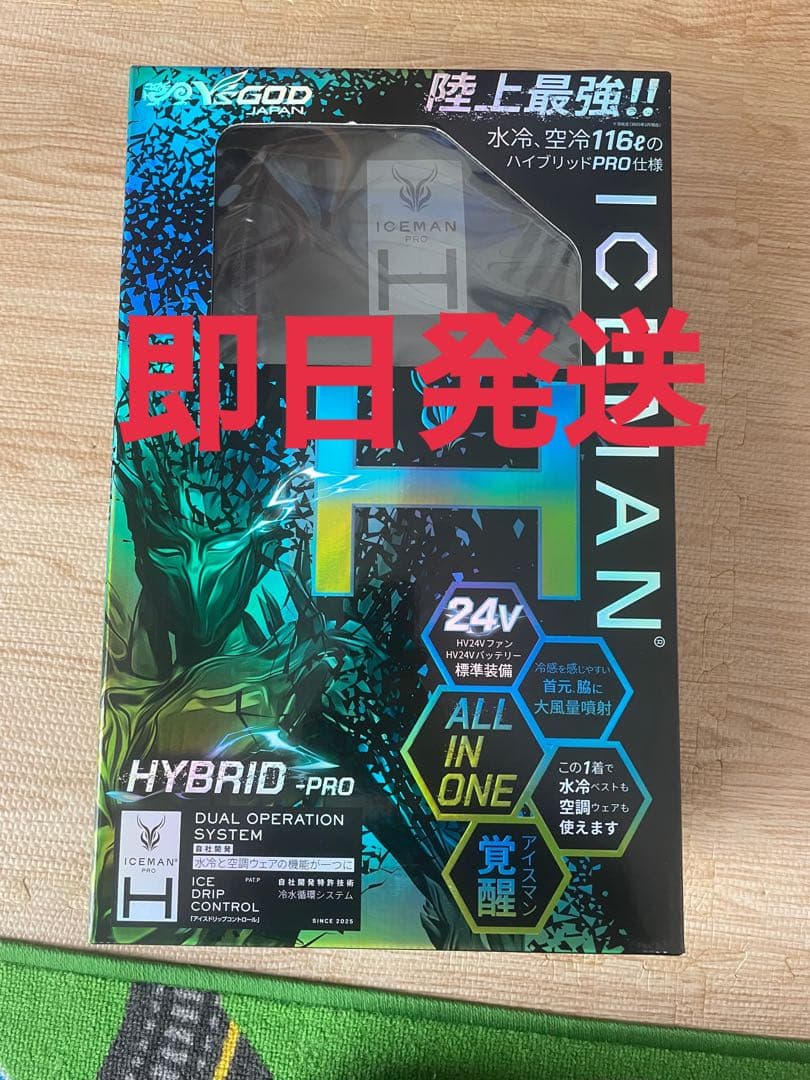 Y'sGOD
JAPAN
陸上最強!!
水冷、空冷116ℓの
ハイブリッドPRO仕様
ICEMAN
PRO
H
ICEMAN®
即日発送
H
24V
HV24Vファン
HV24Vバッテリー
標準装備
冷感を感じやすい
首元、脇に
大風量噴射
ALL
IN
ONE
この1着で
水冷ベストも
空調ウェアも
使えます
アイスマン
覚醒
HYBRID -PRO
ICEMAN®
PRO
H
DUAL OPERATION
SYSTEM
自社開発
水冷と空調ウェアの機能が一つに
ICE PAT.P
DRIP
CONTROL
「アイスドリップコントロール」
自社開発特許技術
冷水循環システム
SINCE 2025